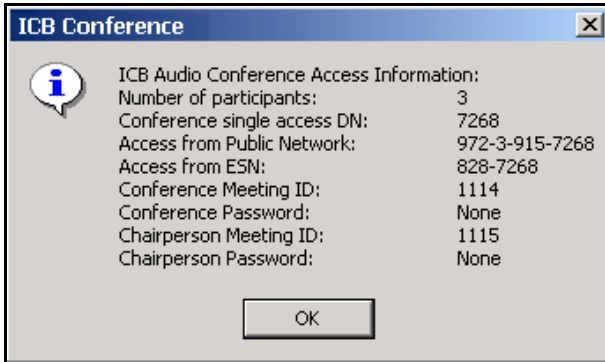 ICB Conference
ICB Audio Conference Access Information:
Number of participants: 3
Conference single access DN: 7268
Access from Public Network: 972-3-915-7268
Access from ESN: 828-7268
Conference Meeting ID: 1114
Conference Password: None
Chairperson Meeting ID: 1115
Chairperson Password: None
OK